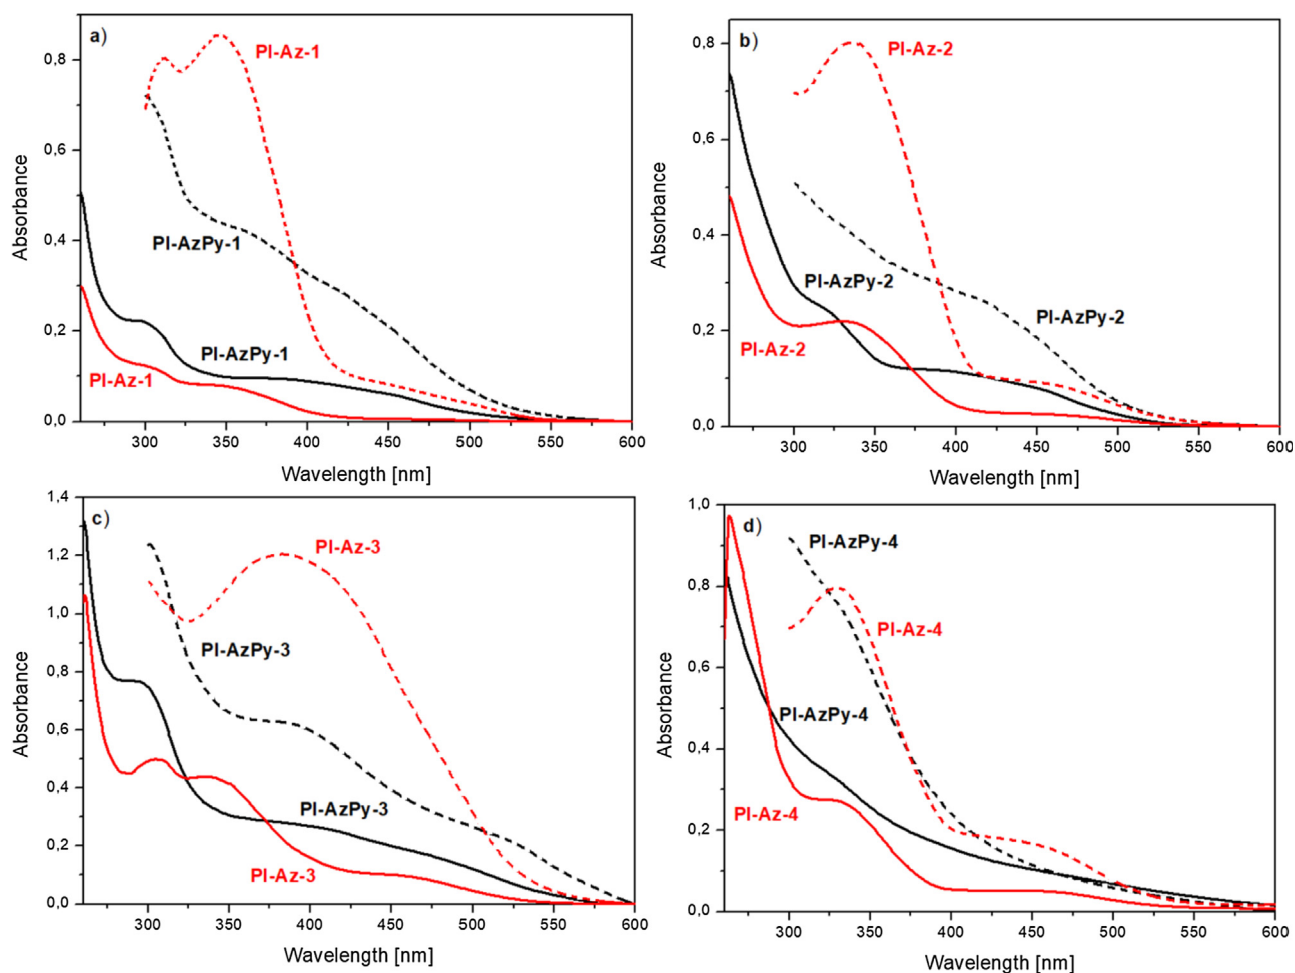 a)
PI-Az-1
PI-AzPy-1
PI-AzPy-1
PI-Az-1
0,8
0,6
0,4
0,2
0,0
Absorbance
300 350 400 450 500 550 600
Wavelength [nm]
b)
PI-Az-2
PI-AzPy-2
PI-AzPy-2
PI-Az-2
0,8
0,6
0,4
0,2
0,0
Absorbance
300 350 400 450 500 550 600
Wavelength [nm]
c)
PI-Az-3
PI-AzPy-3
PI-AzPy-3
PI-Az-3
1,4
1,2
1,0
0,8
0,6
0,4
0,2
0,0
Absorbance
300 350 400 450 500 550 600
Wavelength [nm]
d)
PI-AzPy-4
PI-Az-4
PI-AzPy-4
PI-Az-4
1,0
0,8
0,6
0,4
0,2
0,0
Absorbance
300 350 400 450 500 550 600
Wavelength [nm]